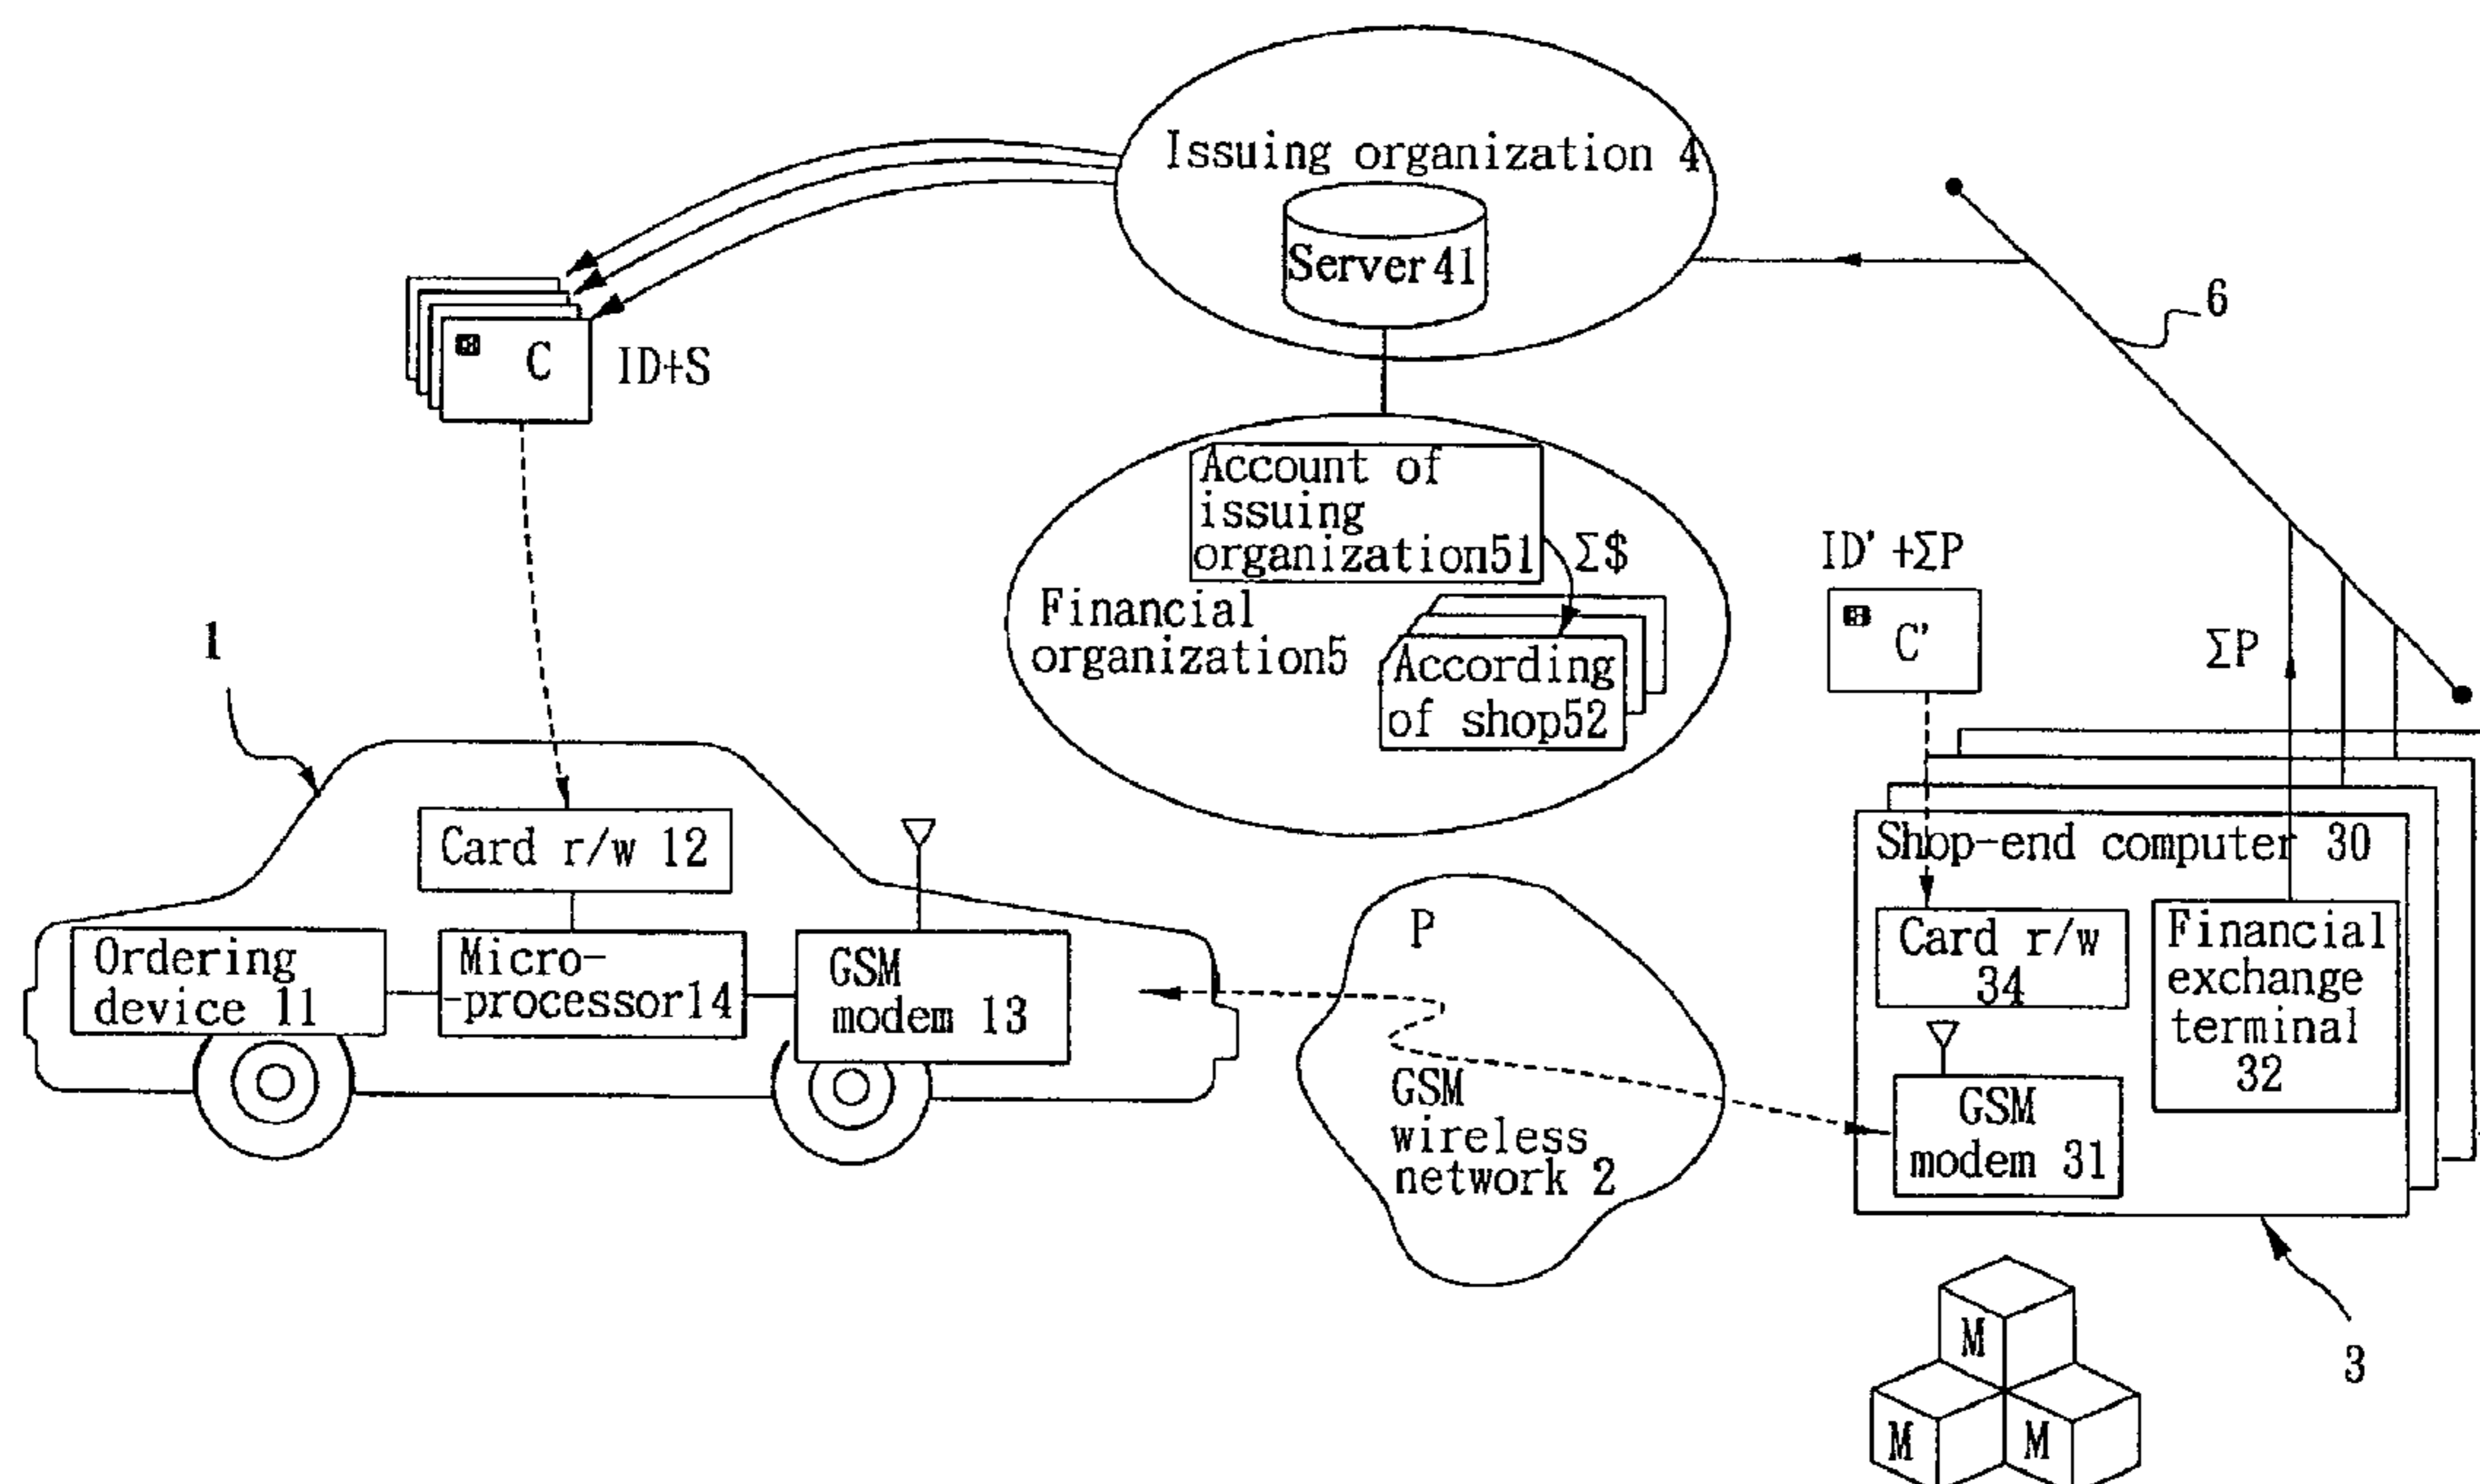 Issuing organization 4
Server41
6
C
ID+S
Account of
issuing
organization51
Σ$
Financial
organization5
According
of shop52
ID' +ΣP
C'
ΣP
1
Card r/w 12
Ordering
device 11
Micro-
-processor14
GSM
modem 13
P
GSM
wireless
network 2
Shop-end computer 30
Card r/w
34
Financial
exchange
terminal
32
GSM
modem 31
3
M
M
M